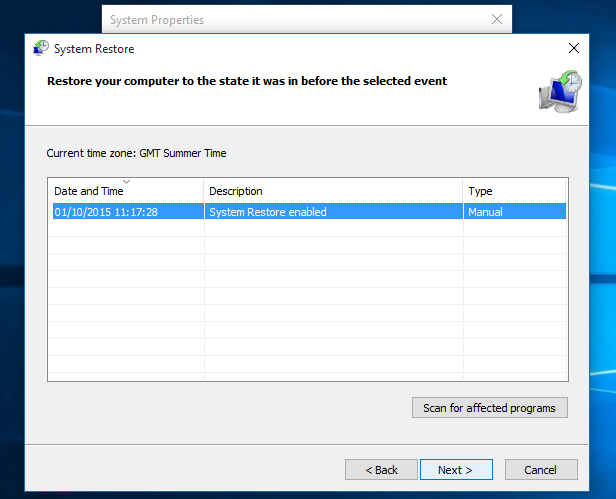 System Properties
System Restore
Restore your computer to the state it was in before the selected event
Current time zone: GMT Summer Time
Date and Time Description Type
01/10/2015 11:17:28 System Restore enabled Manual
Scan for affected programs
< Back Next > Cancel